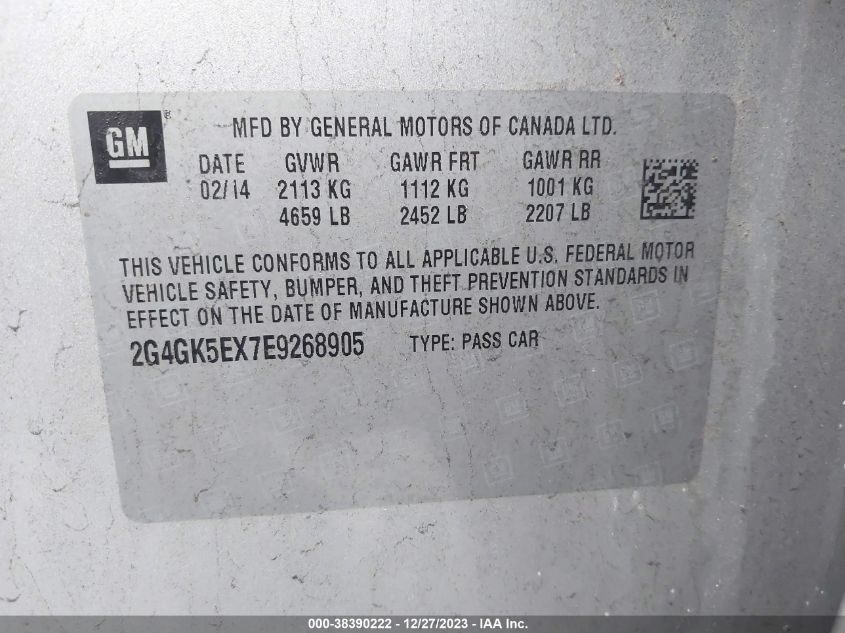 GM ®
MFD BY GENERAL MOTORS OF CANADA LTD.
DATE GVWR GAWR FRT GAWR RR
02/14 2113 KG 1112 KG 1001 KG
4659 LB 2452 LB 2207 LB
THIS VEHICLE CONFORMS TO ALL APPLICABLE U.S. FEDERAL MOTOR
VEHICLE SAFETY, BUMPER, AND THEFT PREVENTION STANDARDS IN
EFFECT ON THE DATE OF MANUFACTURE SHOWN ABOVE.
2G4GK5EX7E9268905 TYPE: PASS CAR
000-38390222 - 12/27/2023 - IAA Inc.